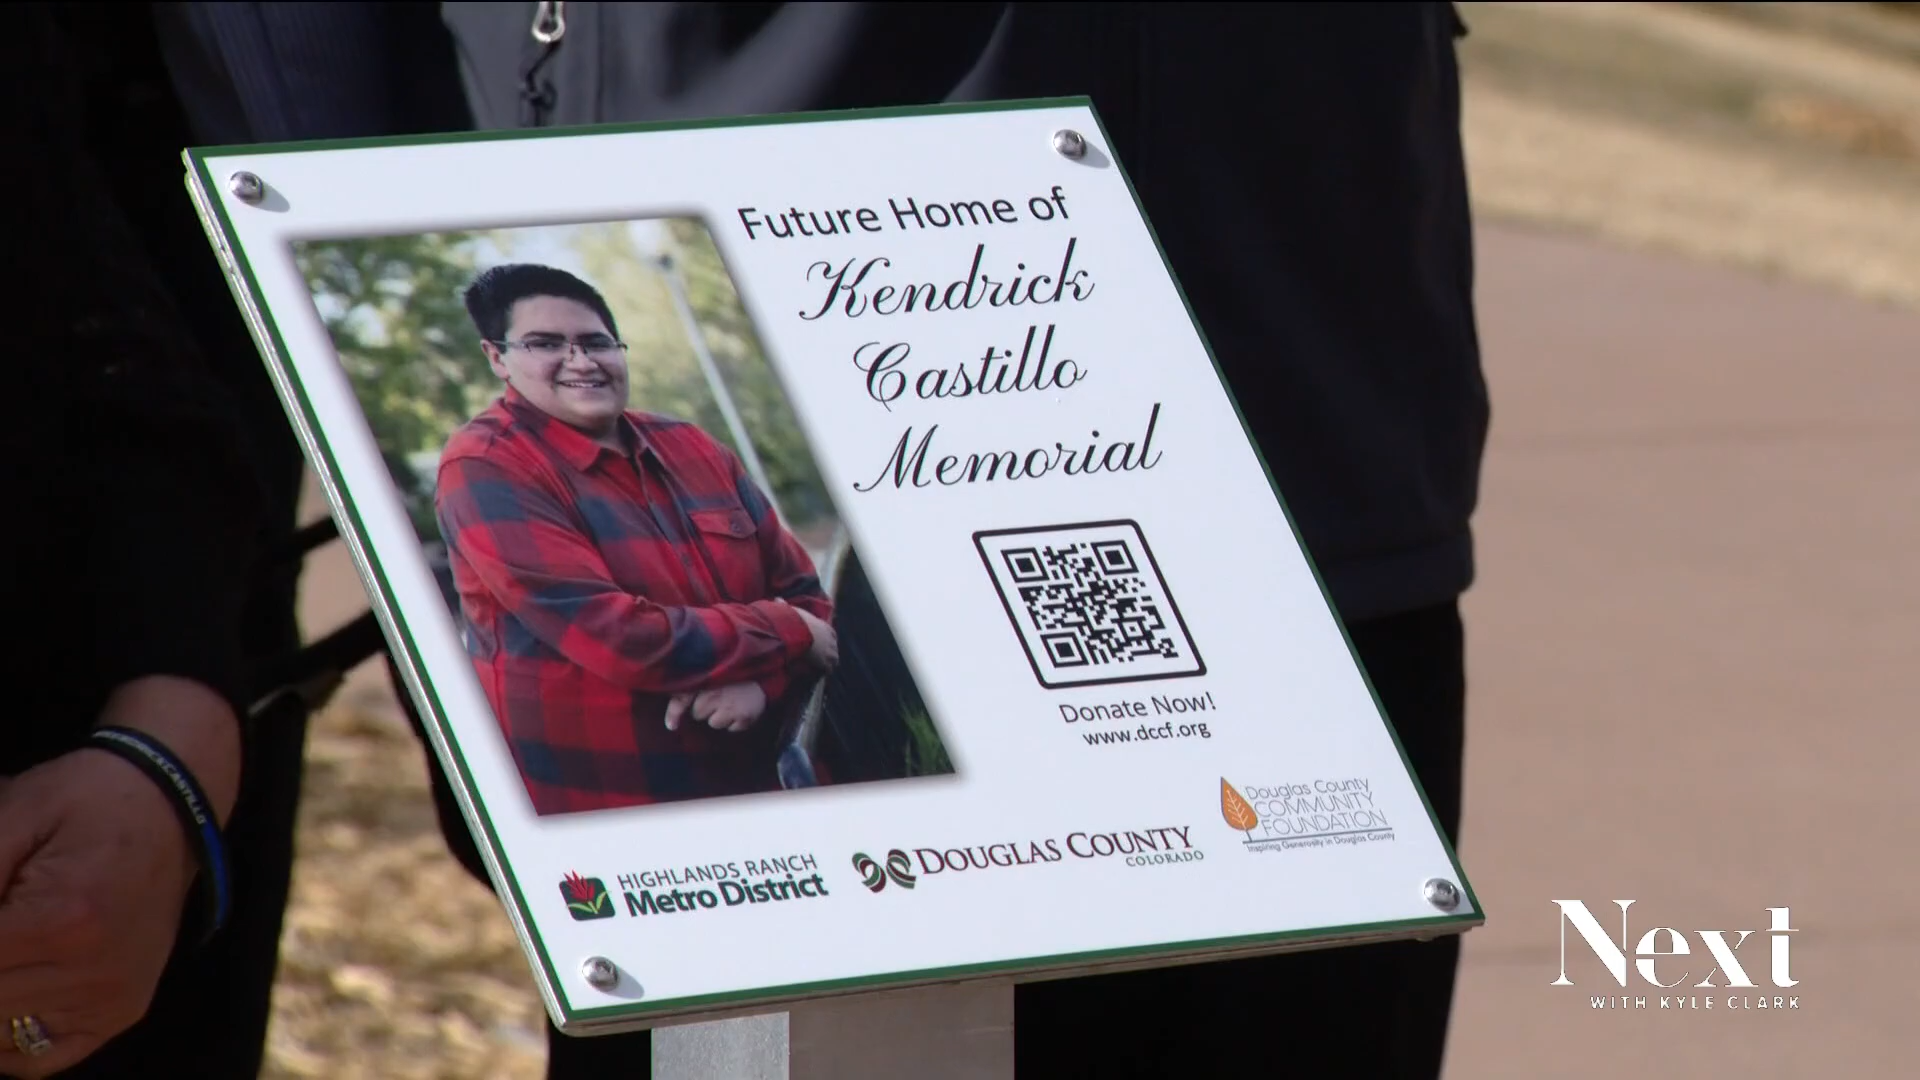 Future Home of
Kendrick
Castillo
Memorial
Donate Now!
www.dccf.org
HIGHLANDS RANCH
Metro District
DOUGLAS COUNTY
COLORADO
Douglas County
COMMUNITY
FOUNDATION
Inspiring Generosity in Douglas County
Next
WITH KYLE CLARK